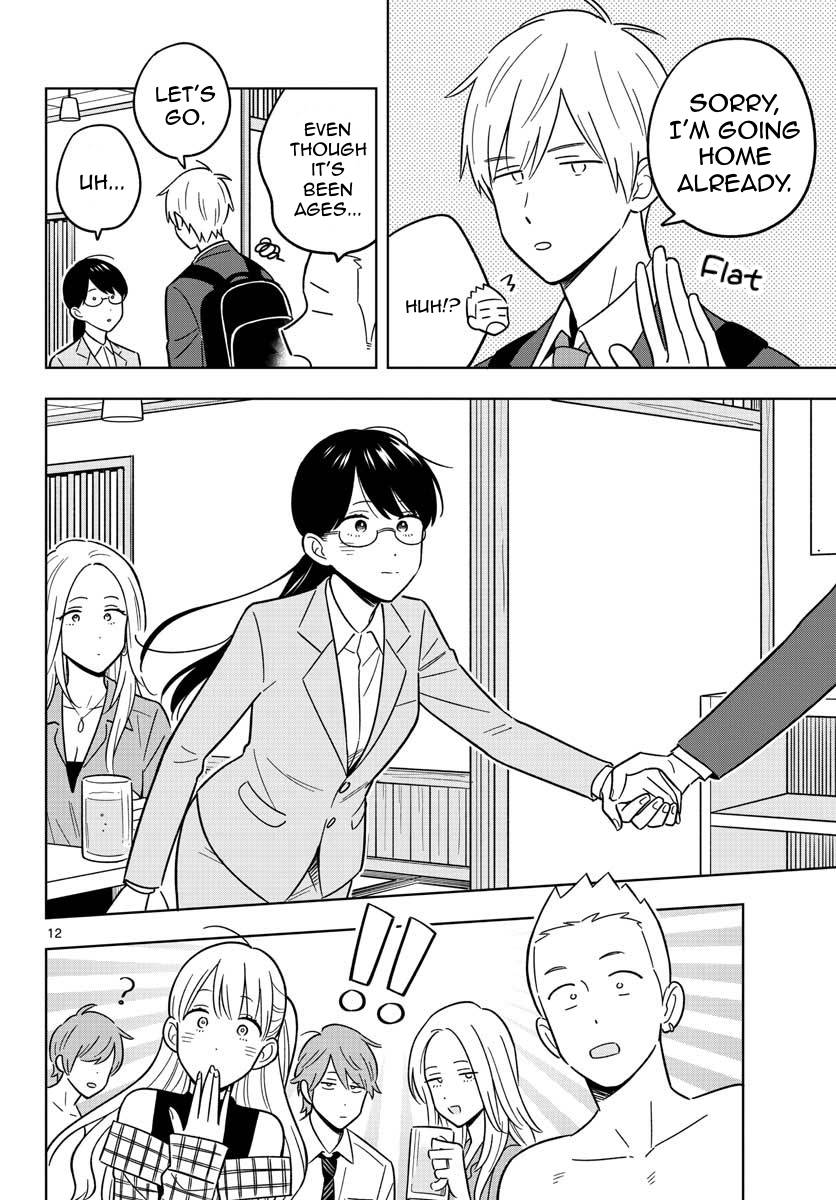 SORRY,
I'M GOING
HOME
ALREADY.
Flat
HUH!?
EVEN
THOUGH
IT'S
BEEN
AGES...
LET'S
GO.
UH...
12
!!
?